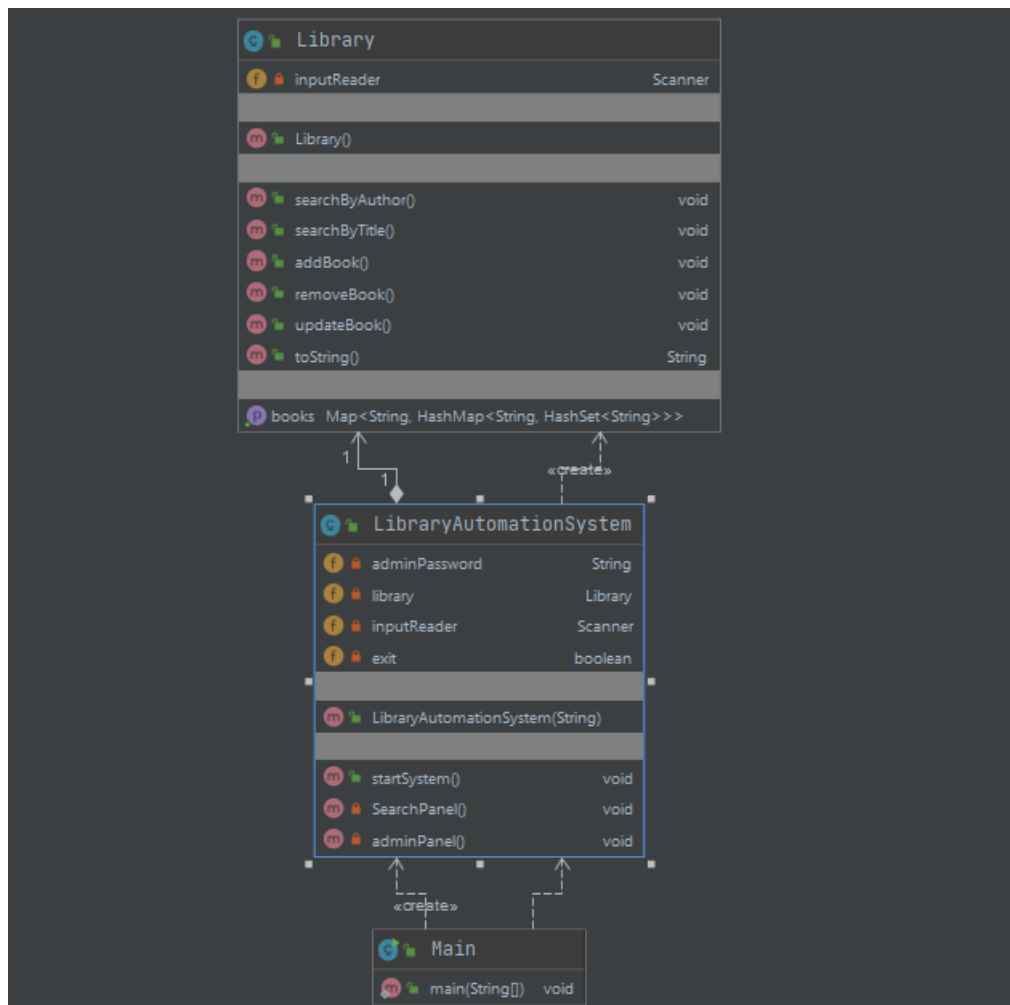 Library
inputReader Scanner
Library()
searchByAuthor() void
searchByTitle() void
addBook() void
removeBook() void
updateBook() void
toString() String
books Map<String, HashMap<String, HashSet<String>>>
1
1
«create»
LibraryAutomationSystem
adminPassword String
library Library
inputReader Scanner
exit boolean
LibraryAutomationSystem(String)
startSystem() void
SearchPanel() void
adminPanel() void
«create»
Main
main(String[]) void